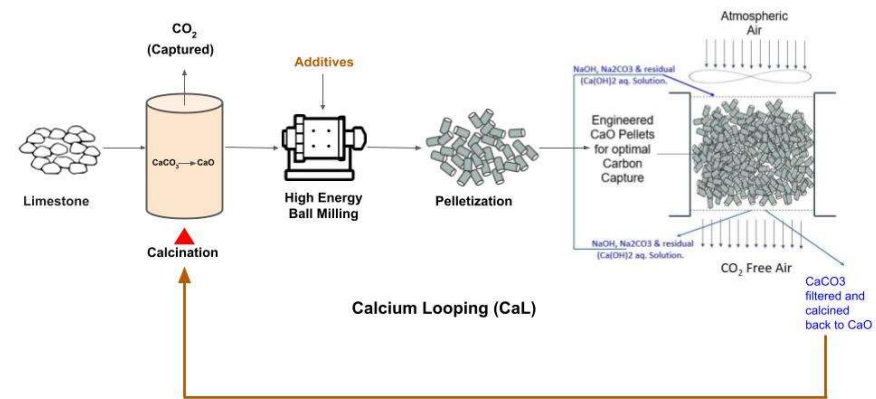 CO2
(Captured)
Additives
Atmospheric
Air
NaOH, Na2CO3 & residual
(Ca(OH)2 aq. Solution.
CaCO3 CaO
Engineered
CaO Pellets
for optimal
Carbon
Capture
Limestone
High Energy
Ball Milling
Pelletization
Calcination
NaOH, Na2CO3 & residual
(Ca(OH)2 aq. Solution.
CO2 Free Air
CaCO3
filtered and
calcined
back to CaO
Calcium Looping (CaL)